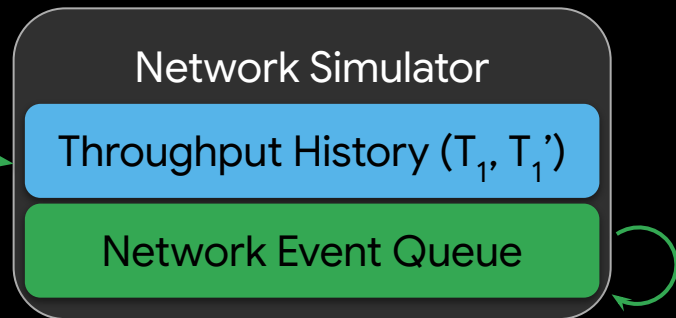 Network Simulator
Throughput History (T₁, T₁’)
Network Event Queue